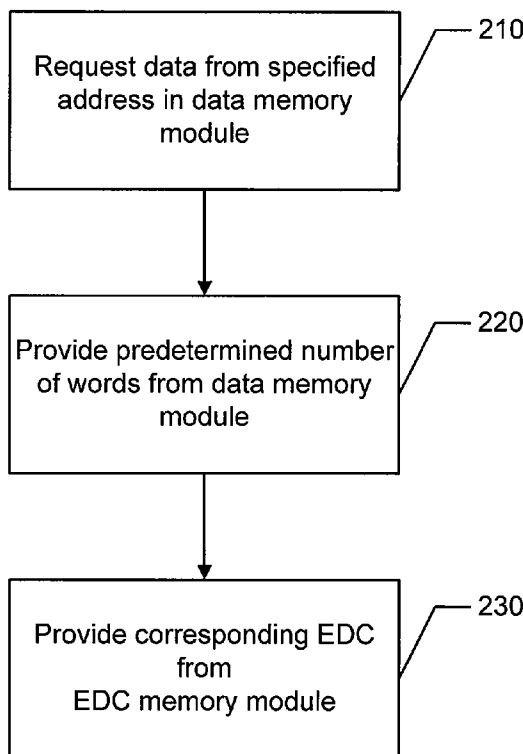 210
Request data from specified
address in data memory
module
220
Provide predetermined number
of words from data memory
module
230
Provide corresponding EDC
from
EDC memory module